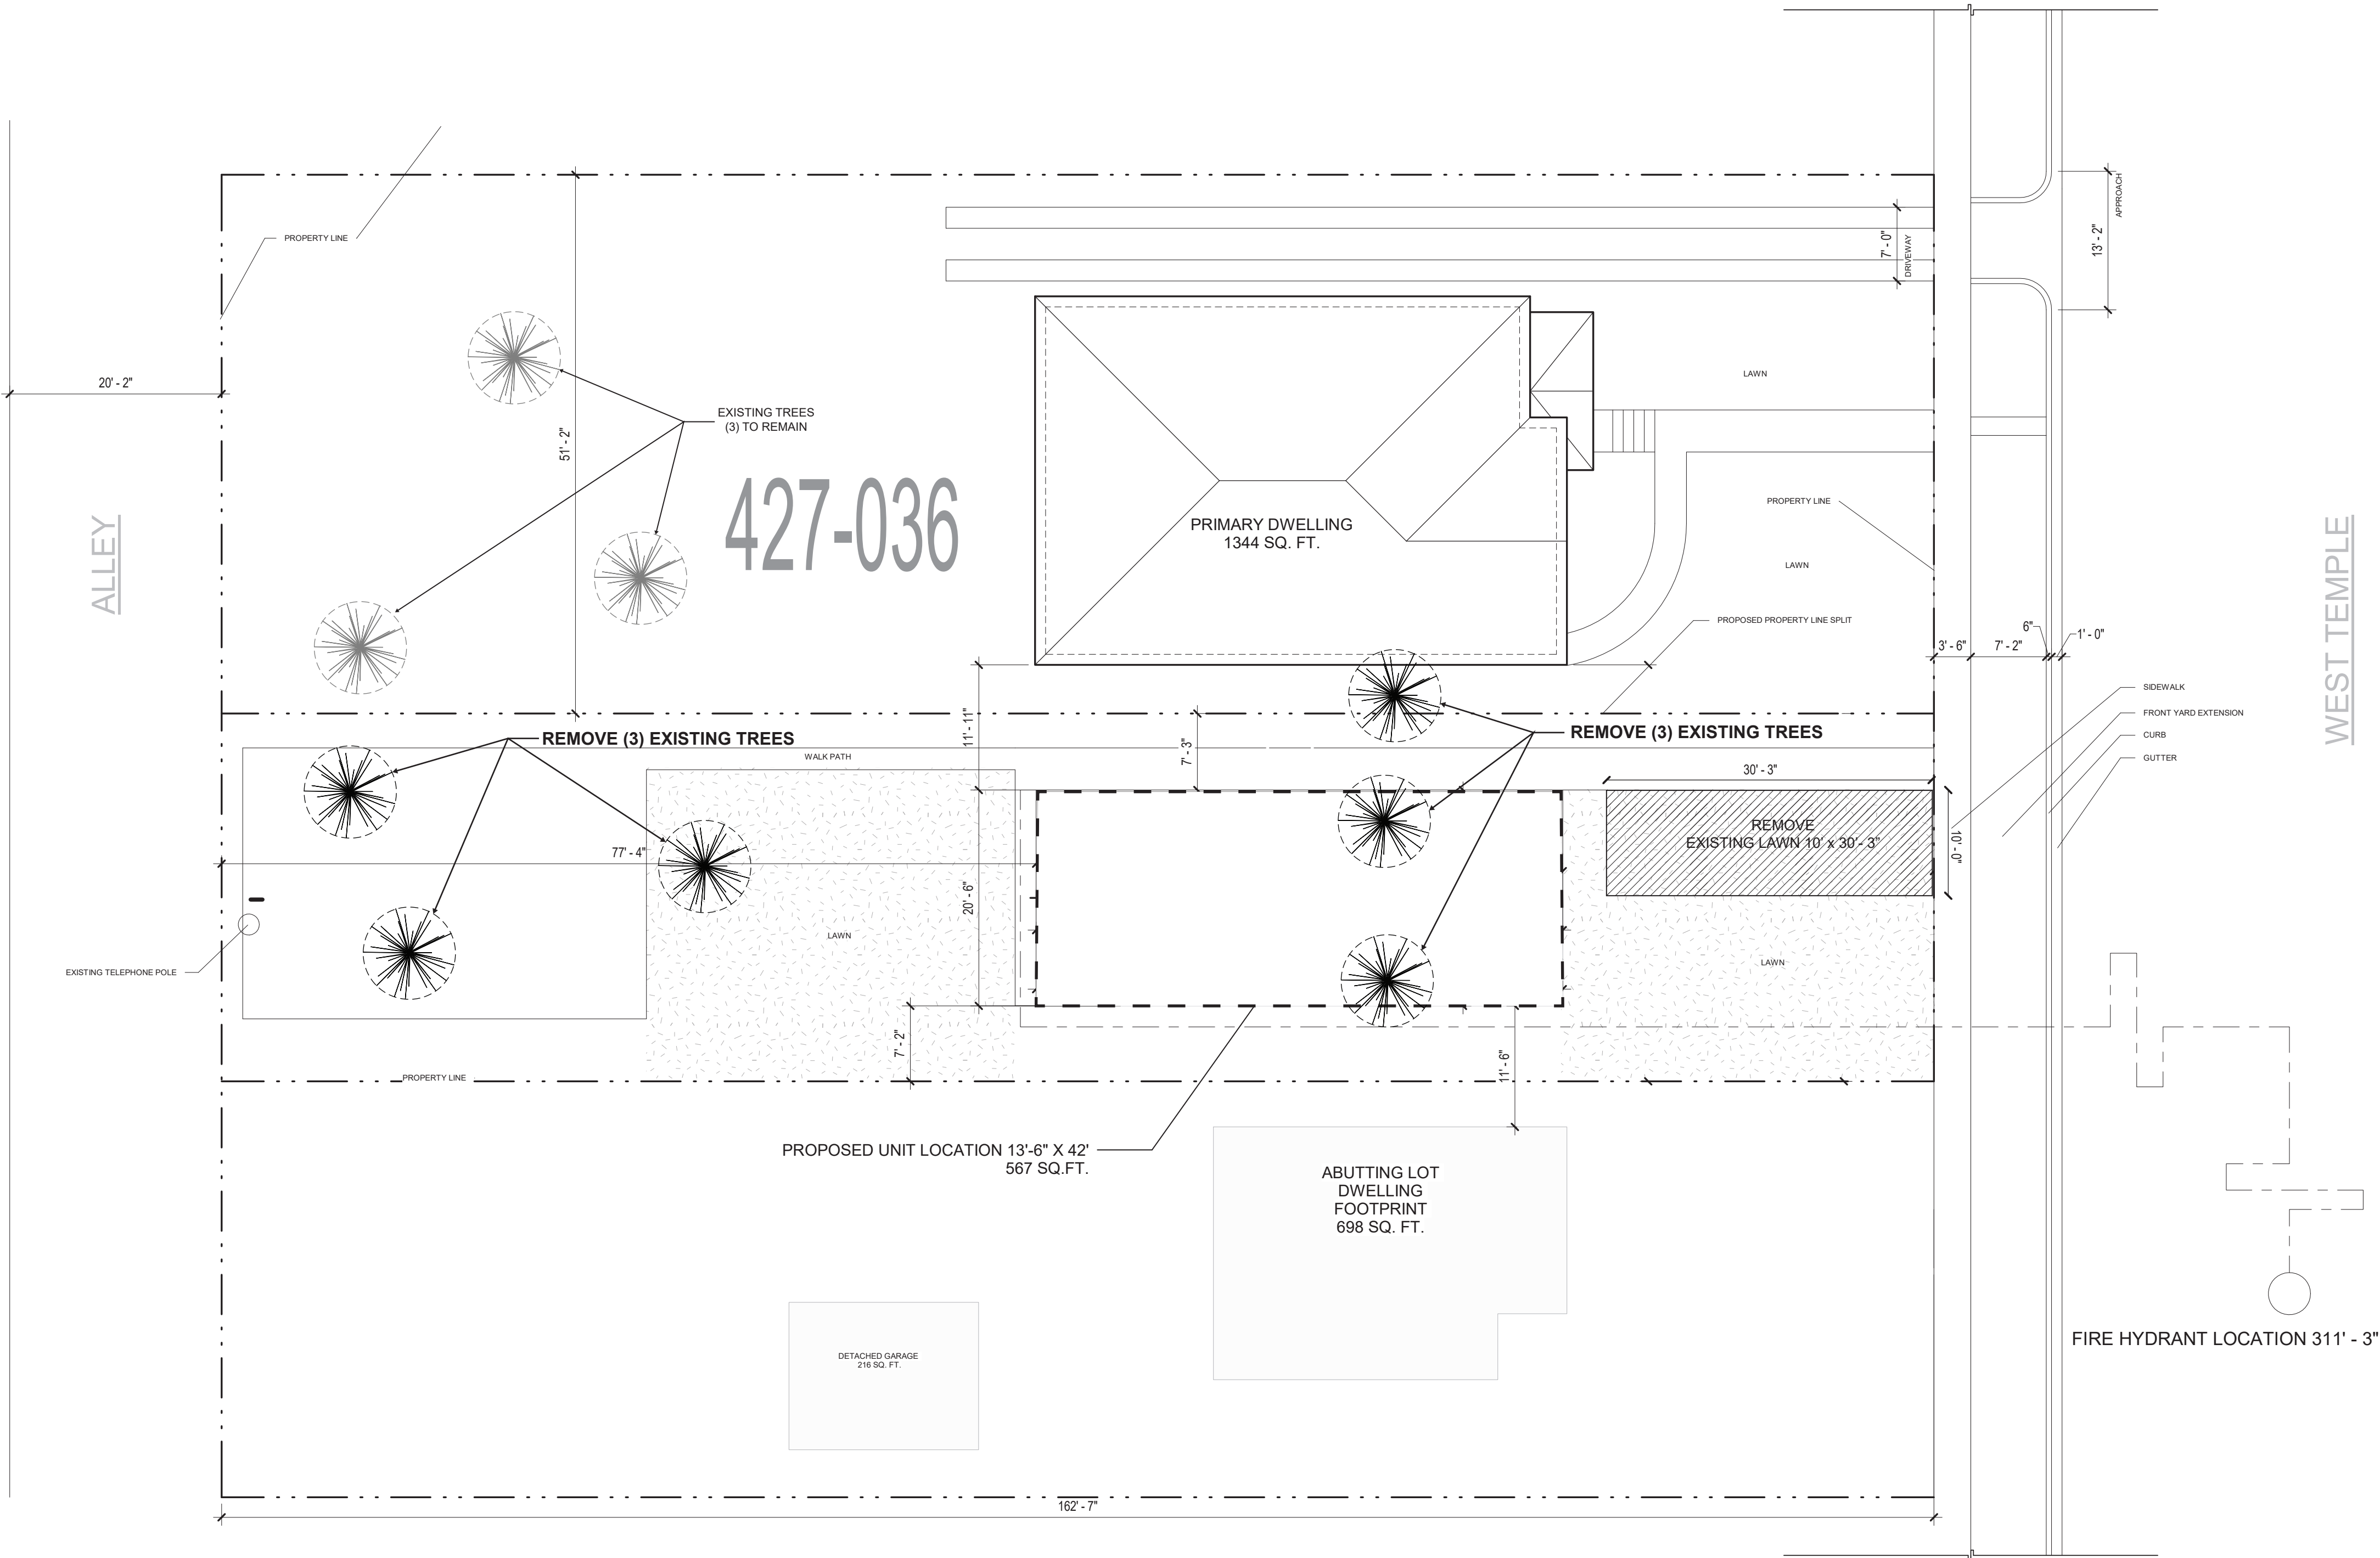 APPROACH
13' - 2"
PROPERTY LINE
7' - 0"
DRIVEWAY
20' - 2"
LAWN
EXISTING TREES
(3) TO REMAIN
51' - 2"
427-036
PROPERTY LINE
PRIMARY DWELLING
1344 SQ. FT.
ALLEY
WEST TEMPLE
LAWN
PROPOSED PROPERTY LINE SPLIT
6"
1' - 0"
3' - 6"
7' - 2"
SIDEWALK
FRONT YARD EXTENSION
CURB
GUTTER
11' - 11"
REMOVE (3) EXISTING TREES
REMOVE (3) EXISTING TREES
WALK PATH
7' - 3"
30' - 3"
REMOVE
EXISTING LAWN 10' x 30'- 3"
10' - 0"
77' - 4"
20' - 6"
LAWN
LAWN
EXISTING TELEPHONE POLE
7' - 2"
11' - 6"
PROPERTY LINE
PROPOSED UNIT LOCATION 13'-6" X 42'
567 SQ.FT.
ABUTTING LOT
DWELLING
FOOTPRINT
698 SQ. FT.
FIRE HYDRANT LOCATION 311' - 3"
DETACHED GARAGE
216 SQ. FT.
162' - 7"